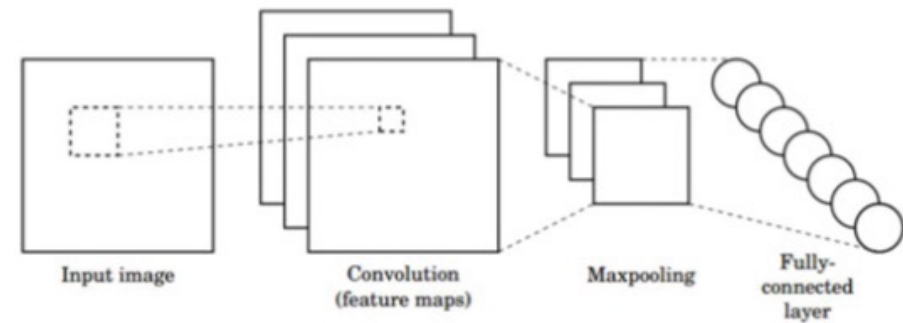 Input image
Convolution
(feature maps)
Maxpooling
Fully-
connected
layer